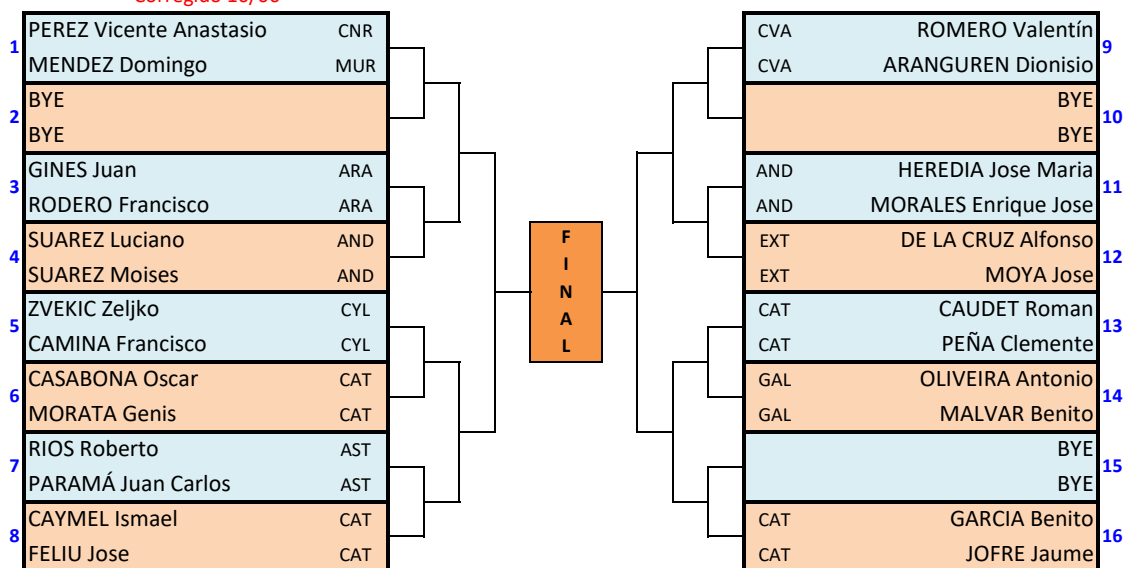 1 PEREZ Vicente Anastasio CNR
MENDEZ Domingo MUR
2 BYE
BYE
3 GINES Juan ARA
RODERO Francisco ARA
4 SUAREZ Luciano AND
SUAREZ Moises AND
5 ZVEKIC Zeljko CYL
CAMINA Francisco CYL
6 CASABONA Oscar CAT
MORATA Genis CAT
7 RIOS Roberto AST
PARAMÁ Juan Carlos AST
8 CAYMEL Ismael CAT
FELIU Jose CAT
F
I
N
A
L
CVA ROMERO Valentín 9
CVA ARANGUREN Dionisio
BYE 10
BYE
AND HEREDIA Jose Maria 11
AND MORALES Enrique Jose
EXT DE LA CRUZ Alfonso 12
EXT MOYA Jose
CAT CAUDET Roman 13
CAT PEÑA Clemente
GAL OLIVEIRA Antonio 14
GAL MALVAR Benito
BYE 15
BYE
CAT GARCIA Benito 16
CAT JOFRE Jaume